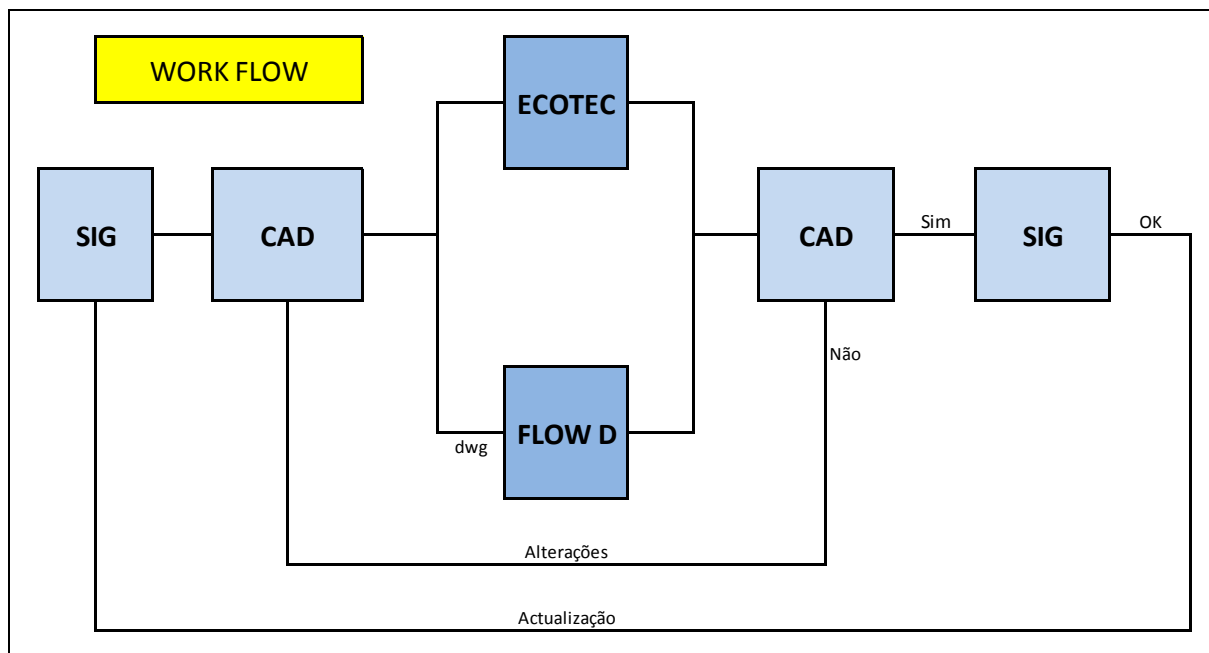 WORK FLOW
ECOTEC
SIG
CAD
CAD
Sim
SIG
OK
Não
FLOW D
dwg
Alterações
Actualização